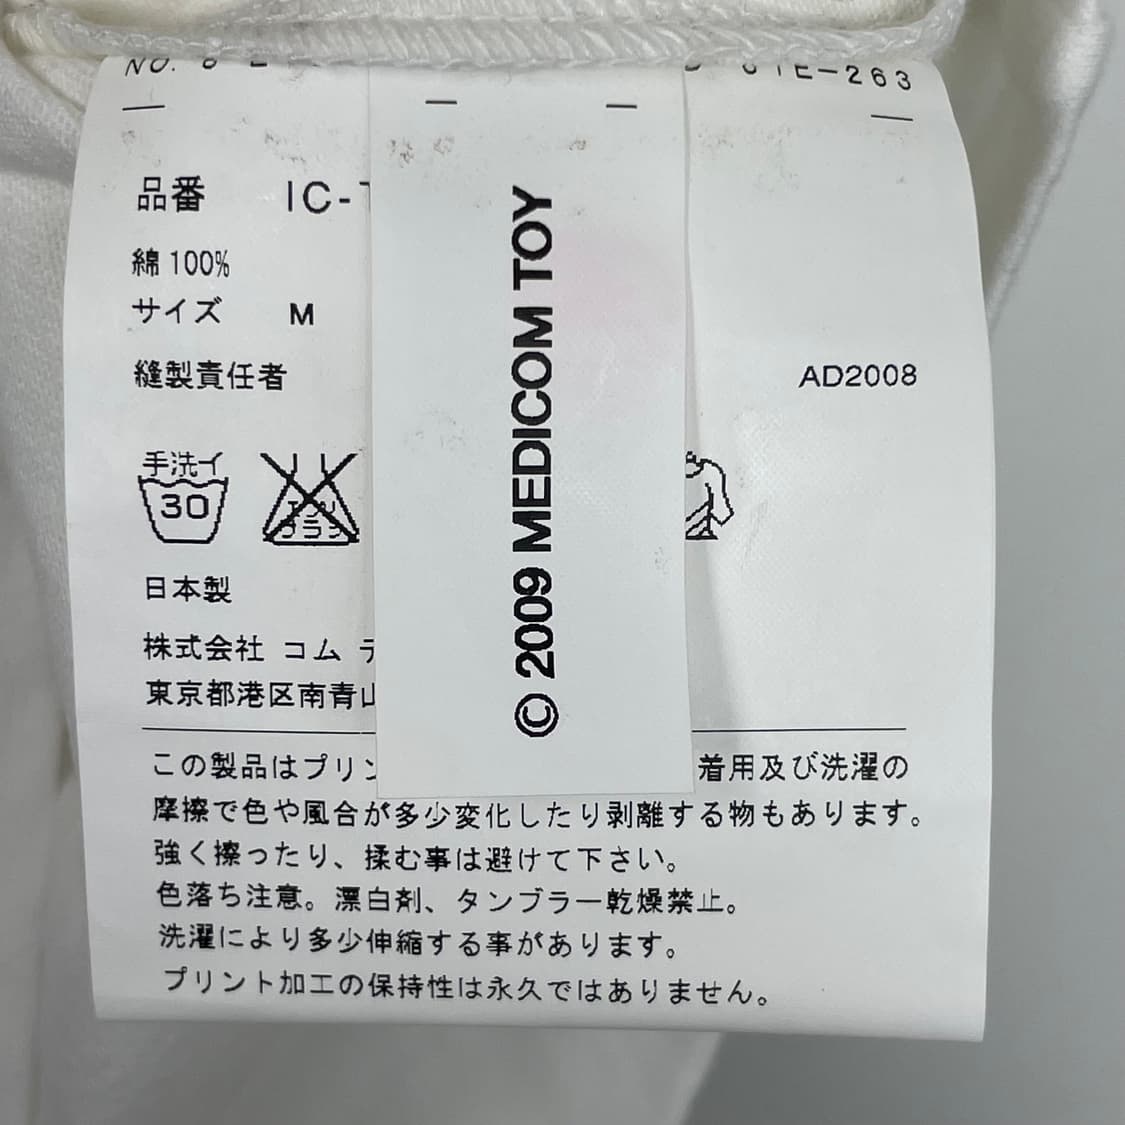 -263
品番 IC-
綿 100%
サイズ M
縫製責任者 AD2008
手洗イ
30
日本製
株式会社 コム
東京都港区南青山
この製品はプリン 着用及び洗濯の
摩擦で色や風合が多少変化したり剥離する物もあります。
強く擦ったり、揉む事は避けて下さい。
色落ち注意。漂白剤、タンブラー乾燥禁止。
洗濯により多少伸縮する事があります。
プリント加工の保持性は永久ではありません。
© 2009 MEDICOM TOY